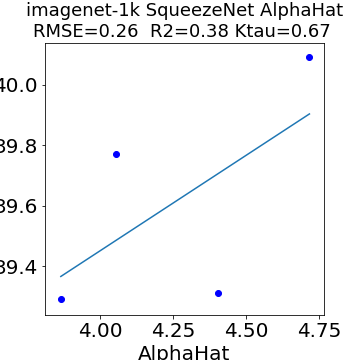 imagenet-1k SqueezeNet AlphaHat
RMSE=0.26 R2=0.38 Ktau=0.67
40.0
39.8
39.6
39.4
4.00 4.25 4.50 4.75
AlphaHat